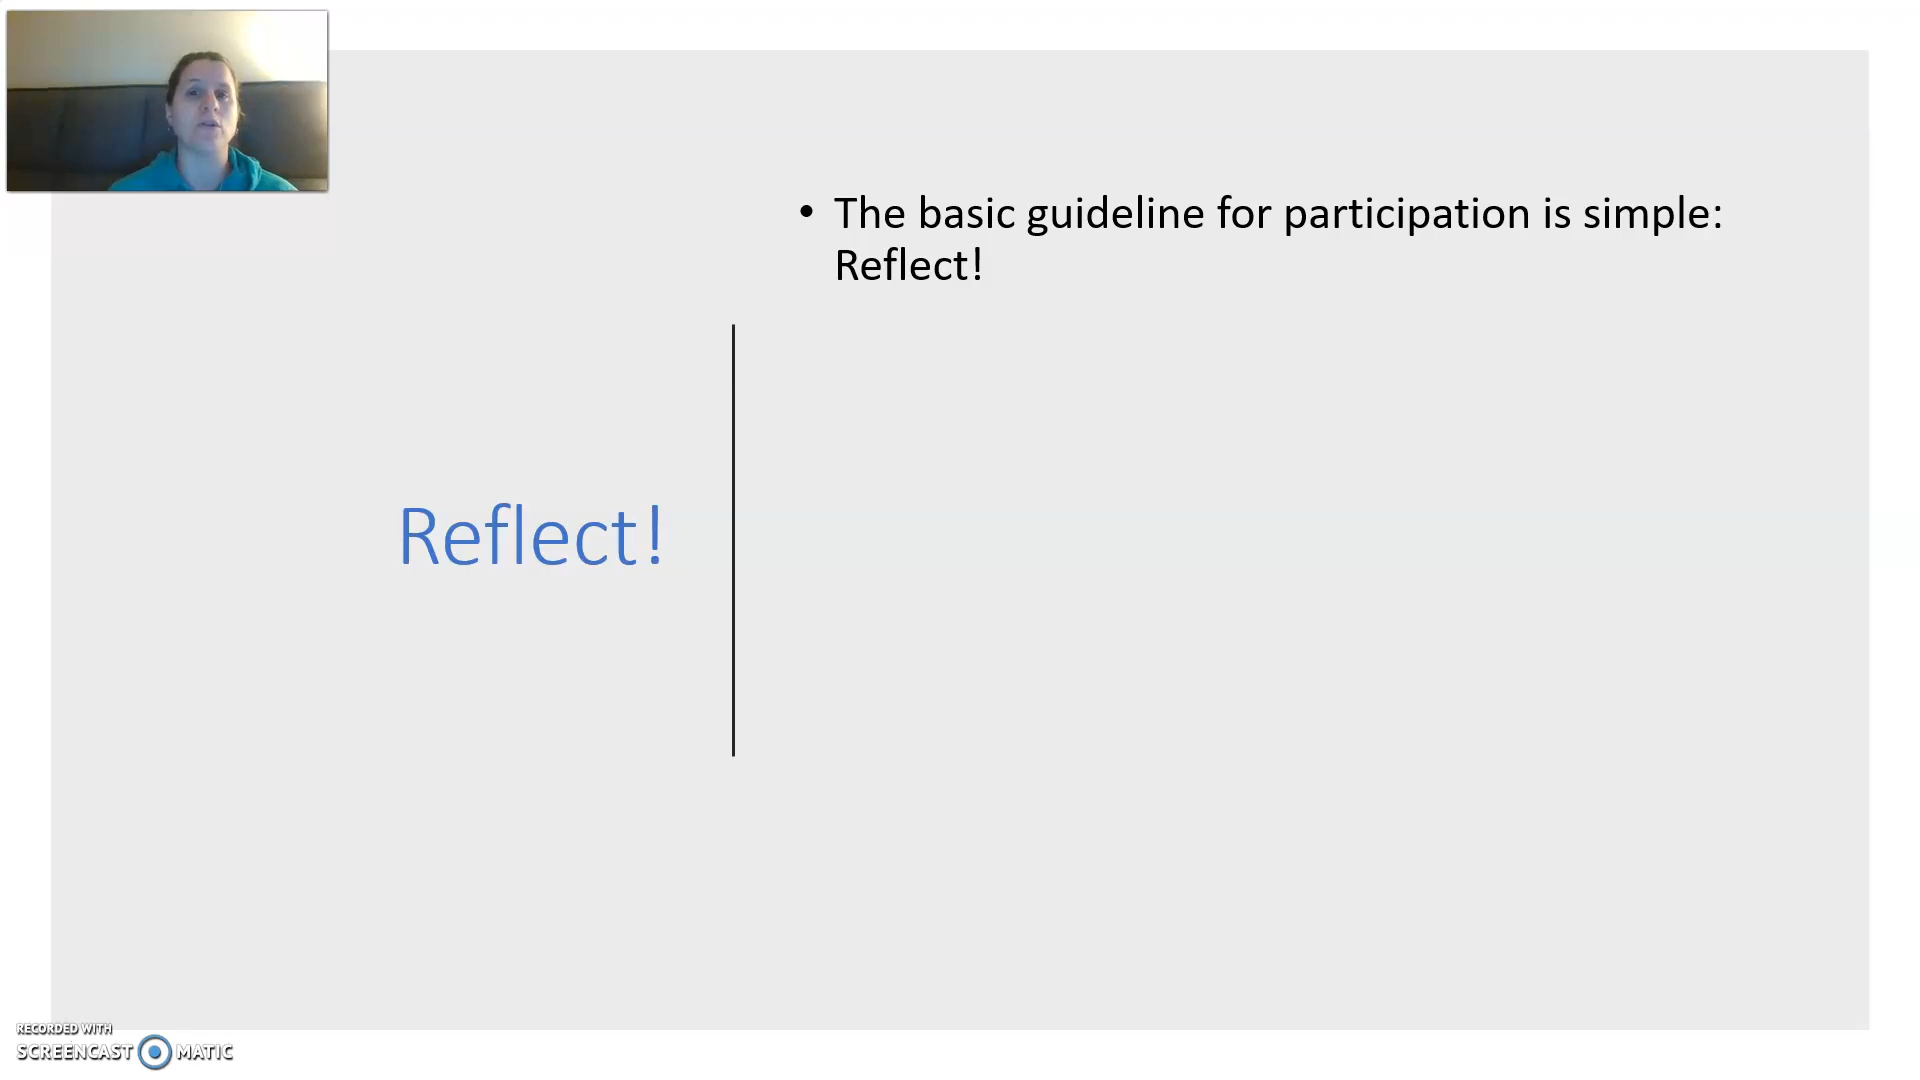 • The basic guideline for participation is simple:
Reflect!
Reflect!
RECORDED WITH
SCREENCAST MATIC